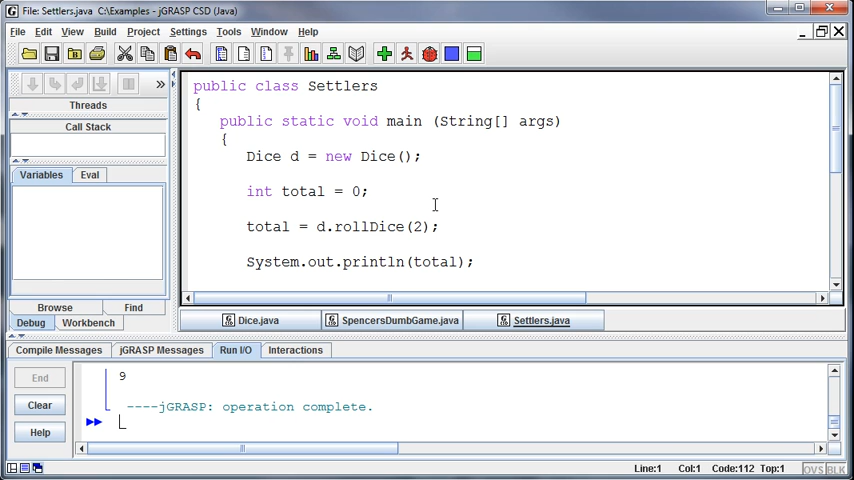 File: Settlers.java  C:\Examples - jGRASP CSD (Java)
File Edit View Build Project Settings Tools Window Help
Threads
Call Stack
Variables Eval
Browse Find
Debug Workbench
public class Settlers
{
public static void main (String[] args)
{
Dice d = new Dice();
int total = 0;
total = d.rollDice(2);
System.out.println(total);
Dice.java SpencersDumbGame.java Settlers.java
Compile Messages jGRASP Messages Run I/O Interactions
End
Clear
Help
9
----jGRASP: operation complete.
Line:1 Col:1 Code:112 Top:1 OVS BLK